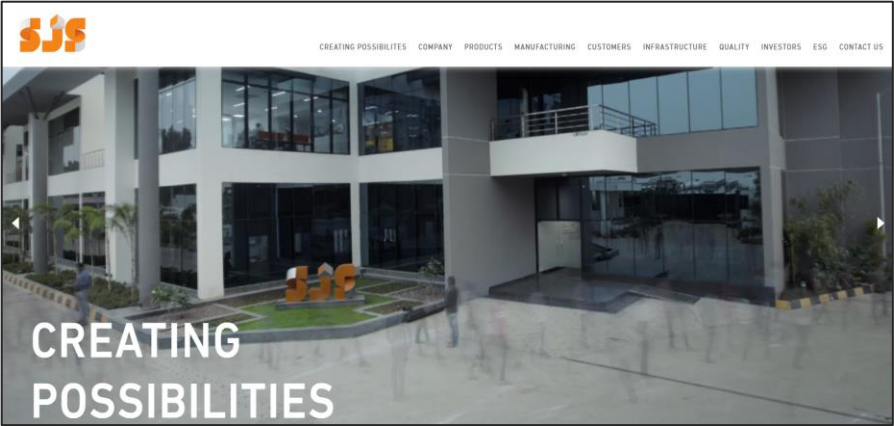 SJS
CREATING POSSIBILITES COMPANY PRODUCTS MANUFACTURING CUSTOMERS INFRASTRUCTURE QUALITY INVESTORS ESG CONTACT US
SJS
CREATING
POSSIBILITIES